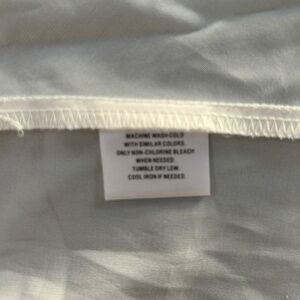 MACHINE WASH COLD
WITH SIMILAR COLORS.
ONLY NON-CHLORINE BLEACH
WHEN NEEDED.
TUMBLE DRY LOW.
COOL IRON IF NEEDED.